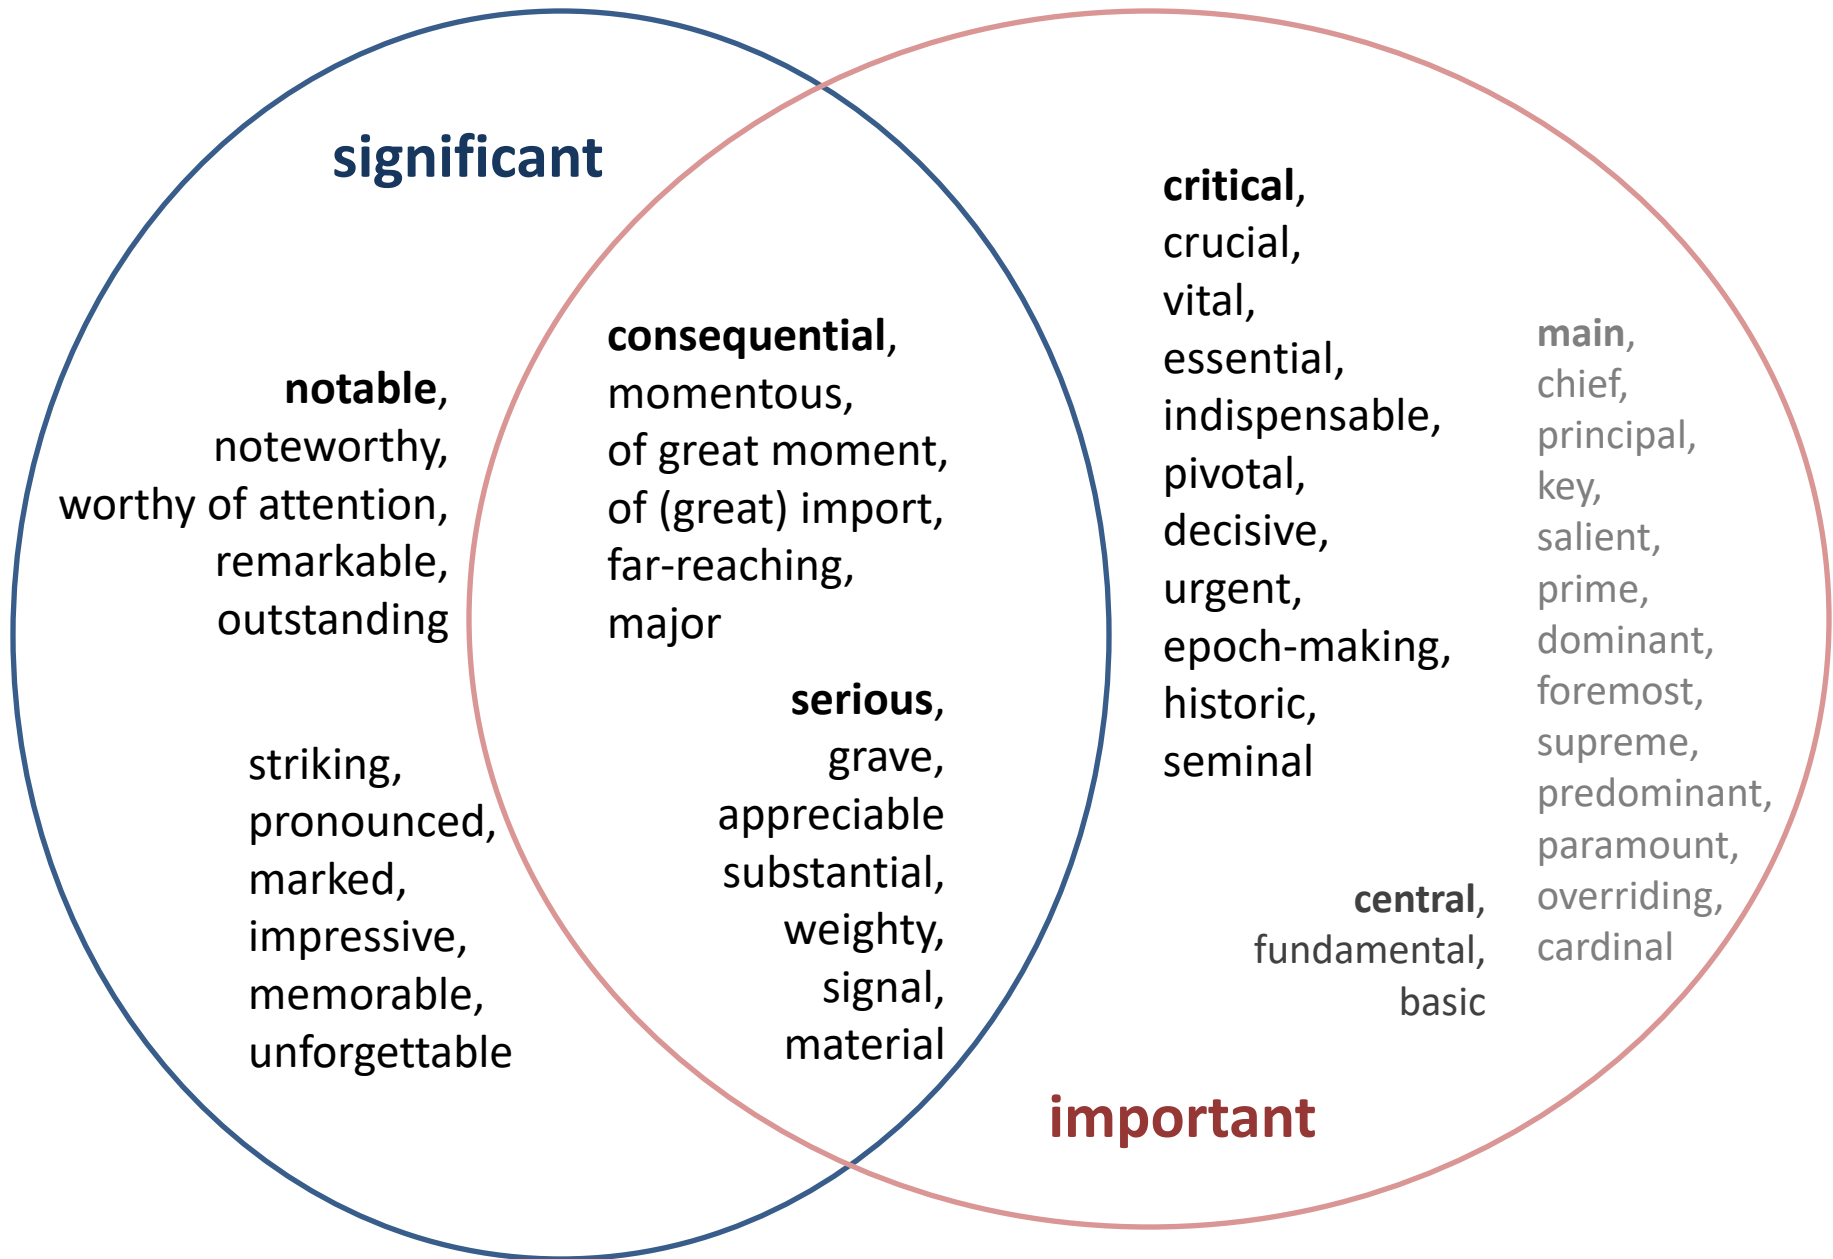 significant
notable,
noteworthy,
worthy of attention,
remarkable,
outstanding
striking,
pronounced,
marked,
impressive,
memorable,
unforgettable
consequential,
momentous,
of great moment,
of (great) import,
far-reaching,
major
serious,
grave,
appreciable
substantial,
weighty,
signal,
material
critical,
crucial,
vital,
essential,
indispensable,
pivotal,
decisive,
urgent,
epoch-making,
historic,
seminal
central,
fundamental,
basic
main,
chief,
principal,
key,
salient,
prime,
dominant,
foremost,
supreme,
predominant,
paramount,
overriding,
cardinal
important